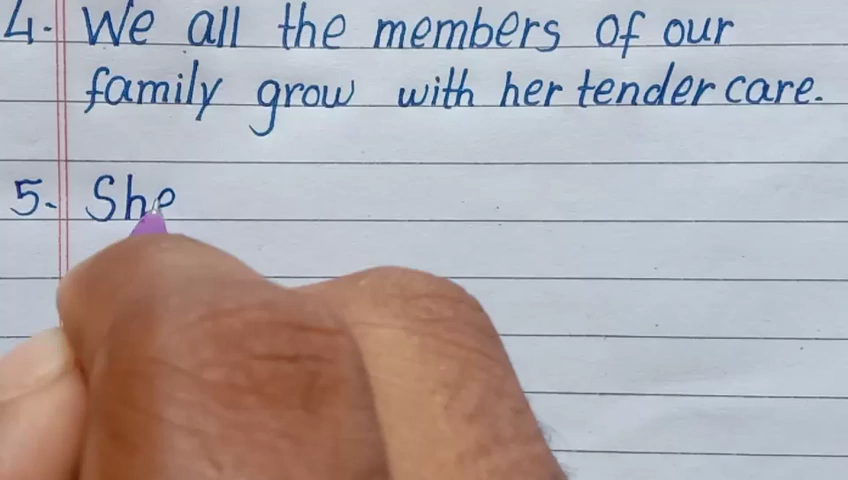 4. We all the members of our
family grow with her tender care.
5. She